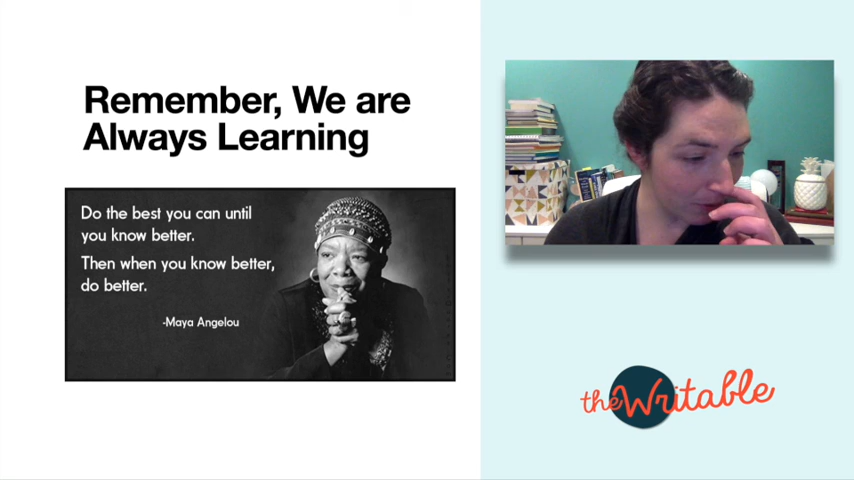 Remember, We are
Always Learning
Do the best you can until
you know better.
Then when you know better,
do better.
-Maya Angelou
theWritable